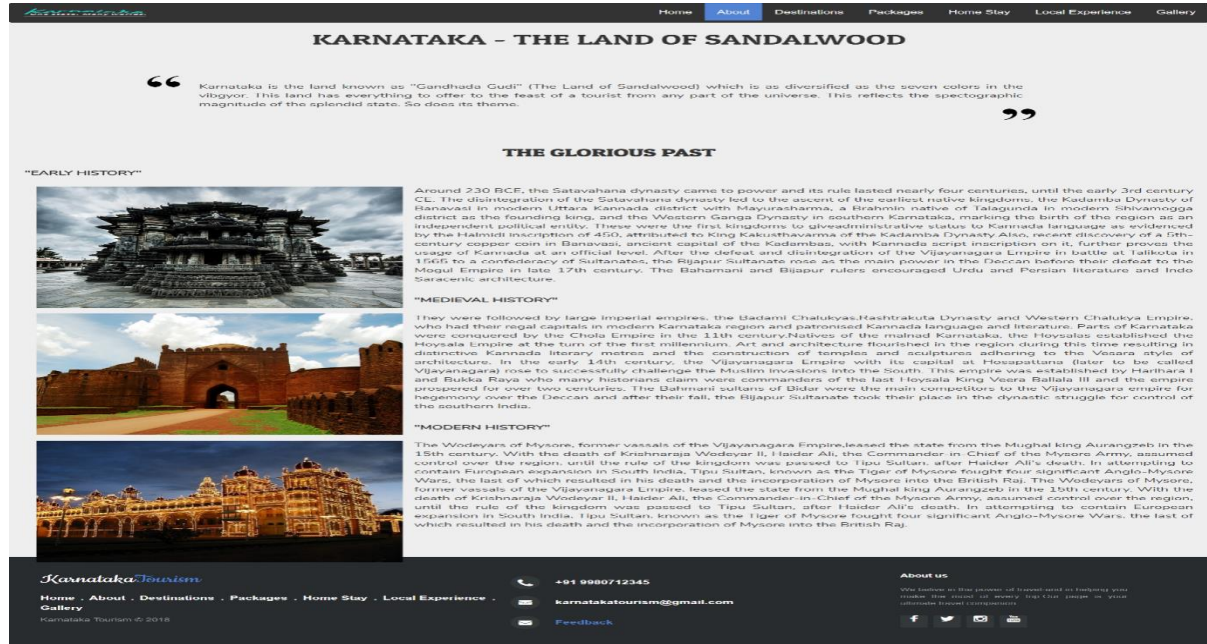 Karnataka
Home About Destinations Packages Home Stay Local Experience Gallery
KARNATAKA - THE LAND OF SANDALWOOD
Karnataka is the land known as "Gandhada Gudi" (The Land of Sandalwood) which is as diversified as the seven colors in the
vibgyor. This land has everything to offer to the feast of a tourist from any part of the universe. This reflects the spectographic
magnitude of the splendid state. So does its theme.
THE GLORIOUS PAST
"EARLY HISTORY"
Around 230 BCE, the Satavahana dynasty came to power and its rule lasted nearly four centuries, until the early 3rd century
CE. The disintegration of the Satavahana dynasty led to the ascent of the earliest native kingdoms, the Kadamba Dynasty of
Banavasi in modern Uttara Kannada district with Mayurasharma, a Brahmin native of Talagunda in modern Shivamogga
district as the founding king, and the Western Ganga Dynasty in southern Karnataka, marking the birth of the region as an
independent political entity. These were the first kingdoms to giveadministrative status to Kannada language as evidenced
by the Halmidi inscription of 450, attributed to King Kakusthavarma of the Kadamba Dynasty.Also, recent discovery of a 5th-
century copper coin in Banavasi, ancient capital of the Kadambas, with Kannada script inscription on it, further proves the
usage of Kannada at an official level. After the defeat and disintegration of the Vijayanagara Empire in battle at Talikota in
1565 to a confederacy of Sultanates, the Bijapur Sultanate rose as the main power in the Deccan before their defeat to the
Mogul Empire in late 17th century. The Bahamani and Bijapur rulers encouraged Urdu and Persian literature and Indo
Saracenic architecture.
"MEDIEVAL HISTORY"
They were followed by large imperial empires, the Badami Chalukyas,Rashtrakuta Dynasty and Western Chalukya Empire,
who had their regal capitals in modern Karnataka region and patronised Kannada language and literature. Parts of Karnataka
were conquered by the Chola Empire in the 11th century.Natives of the malnad Karnataka, the Hoysalas established the
Hoysala Empire at the turn of the first millennium. Art and architecture flourished in the region during this time resulting in
distinctive Kannada literary metres and the construction of temples and sculptures adhering to the Vesara style of
architecture. In the early 14th century, the Vijayanagara Empire with its capital at Hosapattana (later to be called
Vijayanagara) rose to successfully challenge the Muslim invasions into the South. This empire was established by Harihara I
and Bukka Raya who many historians claim were commanders of the last Hoysala King Veera Ballala III and the empire
prospered for over two centuries. The Bahmani sultans of Bidar were the main competitors to the Vijayanagara empire for
hegemony over the Deccan and after their fall, the Bijapur Sultanate took their place in the dynastic struggle for control of
the southern India.
"MODERN HISTORY"
The Wodeyars of Mysore, former vassals of the Vijayanagara Empire,leased the state from the Mughal king Aurangzeb in the
15th century. With the death of Krishnaraja Wodeyar II, Haider Ali, the Commander-in-Chief of the Mysore Army, assumed
control over the region, until the rule of the kingdom was passed to Tipu Sultan, after Haider Ali's death. In attempting to
contain European expansion in South India, Tipu Sultan, known as the Tiger of Mysore fought four significant Anglo-Mysore
Wars, the last of which resulted in his death and the incorporation of Mysore into the British Raj. The Wodeyars of Mysore,
former vassals of the Vijayanagara Empire, leased the state from the Mughal king Aurangzeb in the 15th century. With the
death of Krishnaraja Wodeyar II, Haider Ali, the Commander-in-Chief of the Mysore Army, assumed control over the region,
until the rule of the kingdom was passed to Tipu Sultan, after Haider Ali's death. In attempting to contain European
expansion in South India, Tipu Sultan, known as the Tiger of Mysore fought four significant Anglo-Mysore Wars, the last of
which resulted in his death and the incorporation of Mysore into the British Raj.
KarnatakaTourism
Home . About . Destinations . Packages . Home Stay . Local Experience .
Gallery
Karnataka Tourism © 2018
+91 9980712345
karnatakatourism@gmail.com
Feedback
About us
We believe in the power of travel and in helping you
make the most of every trip.Our page is your
ultimate travel companion.